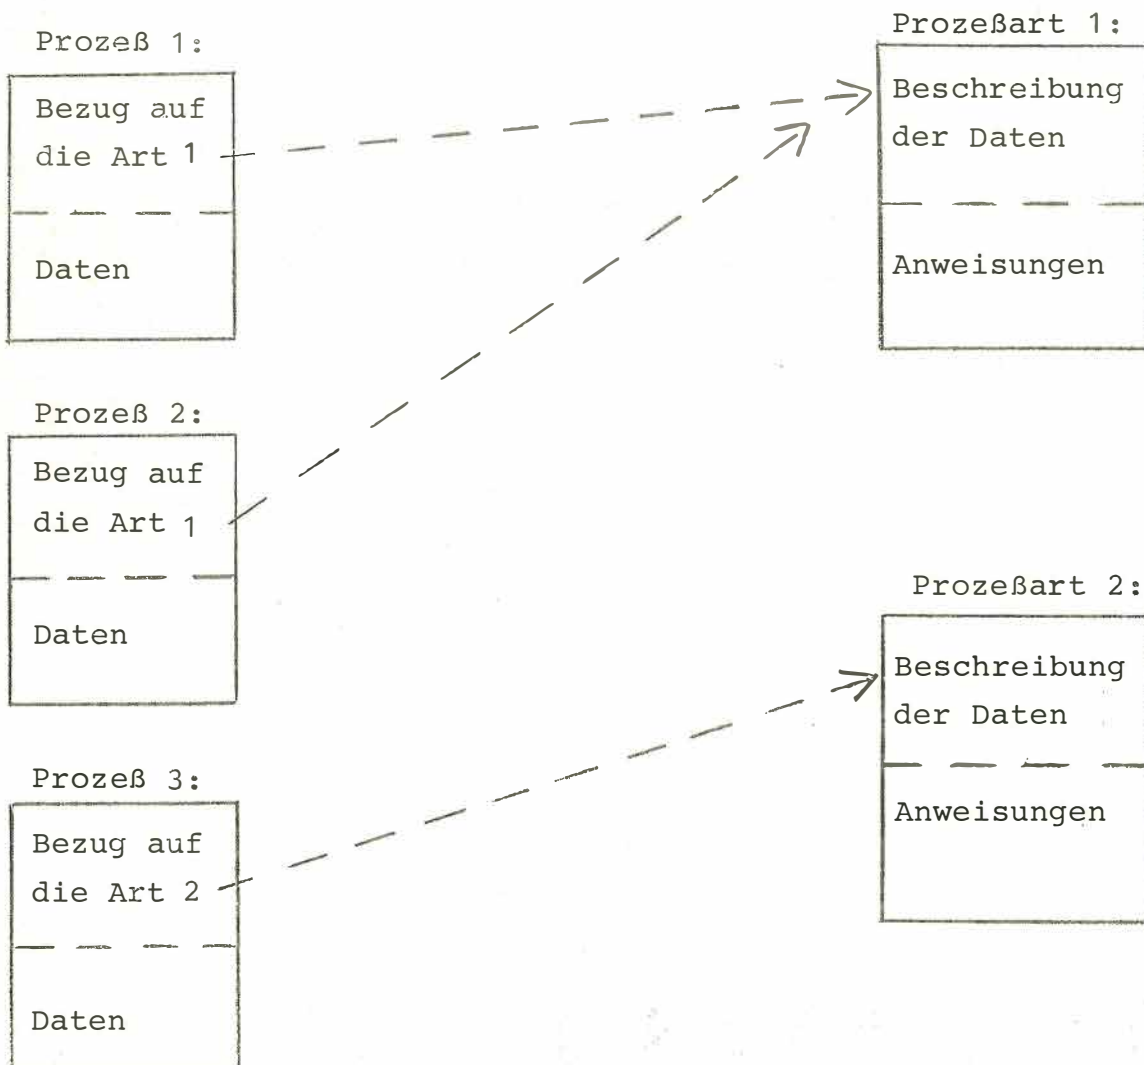 Prozeß 1:
Bezug auf
die Art 1
Daten
Prozeß 2:
Bezug auf
die Art 1
Daten
Prozeß 3:
Bezug auf
die Art 2
Daten
Prozeßart 1:
Beschreibung
der Daten
Anweisungen
Prozeßart 2:
Beschreibung
der Daten
Anweisungen